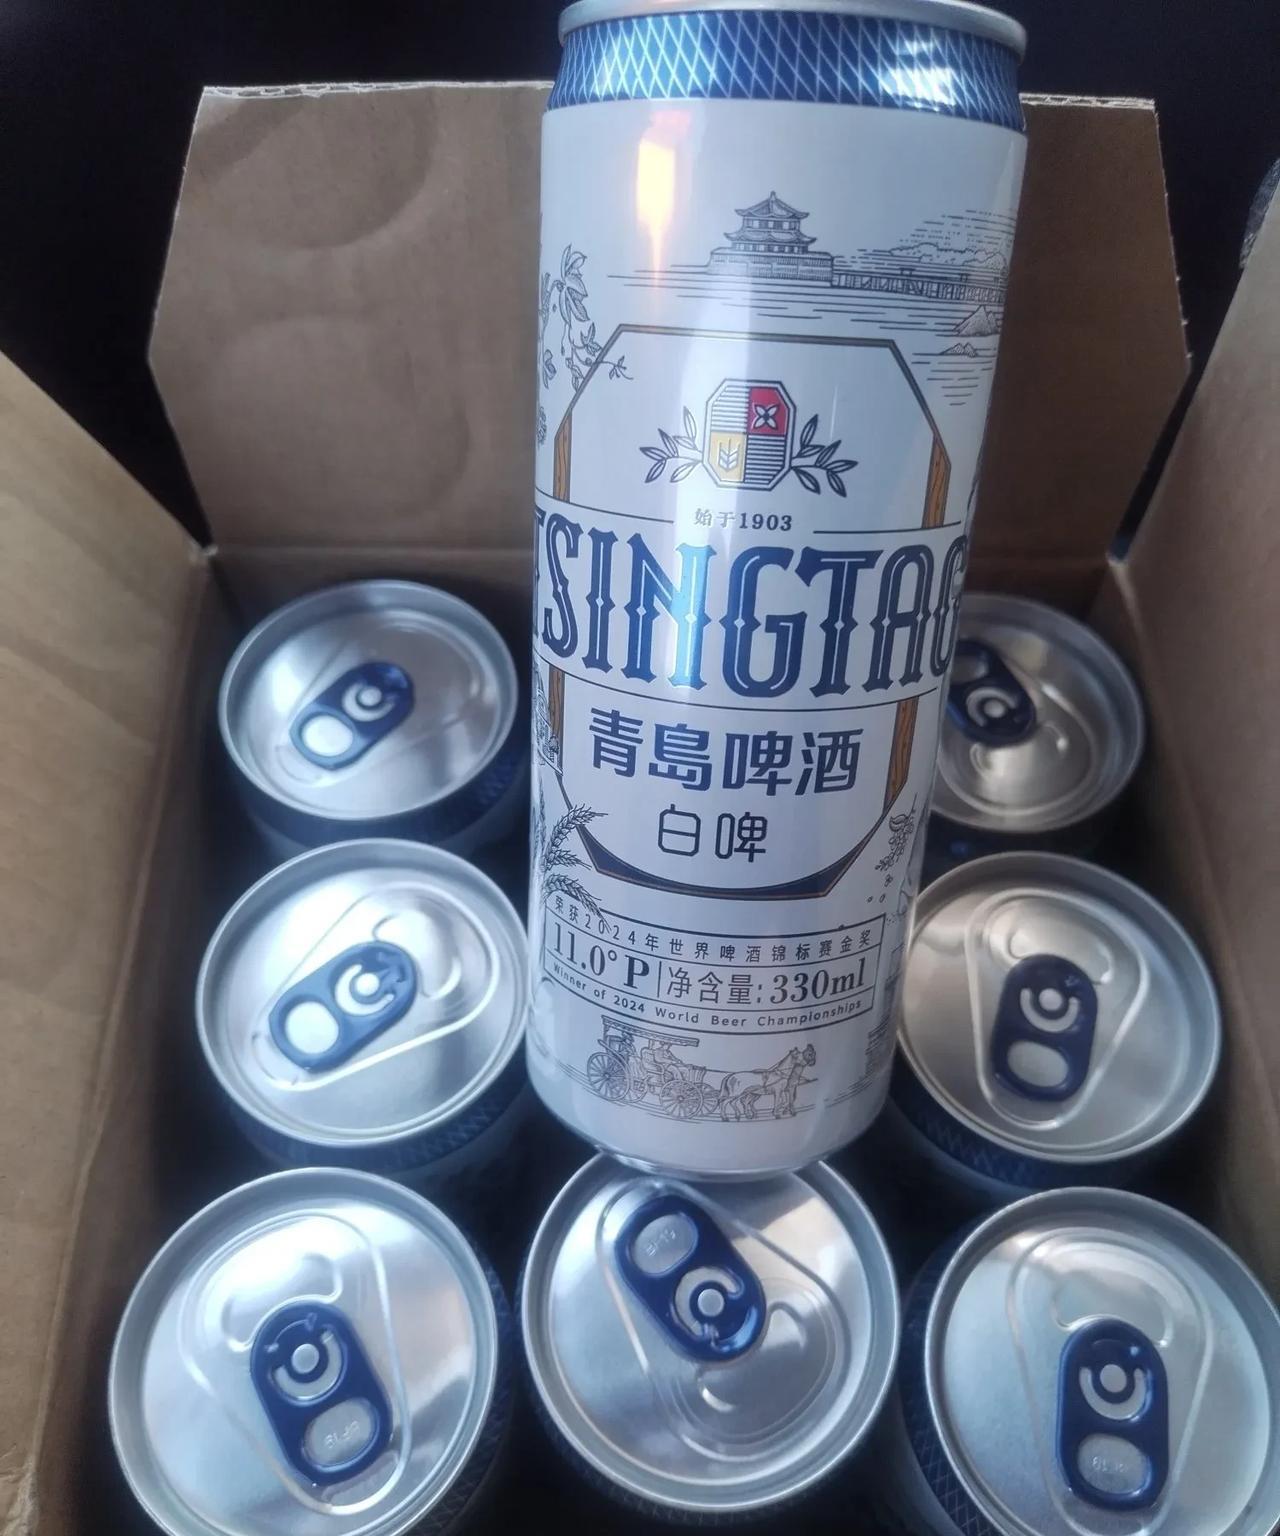 始于1903
TSINGTAO
青島啤酒
白啤
荣获2024年世界啤酒锦标赛金奖
11.0°P 净含量:330ml
Winner of 2024 World Beer Championships